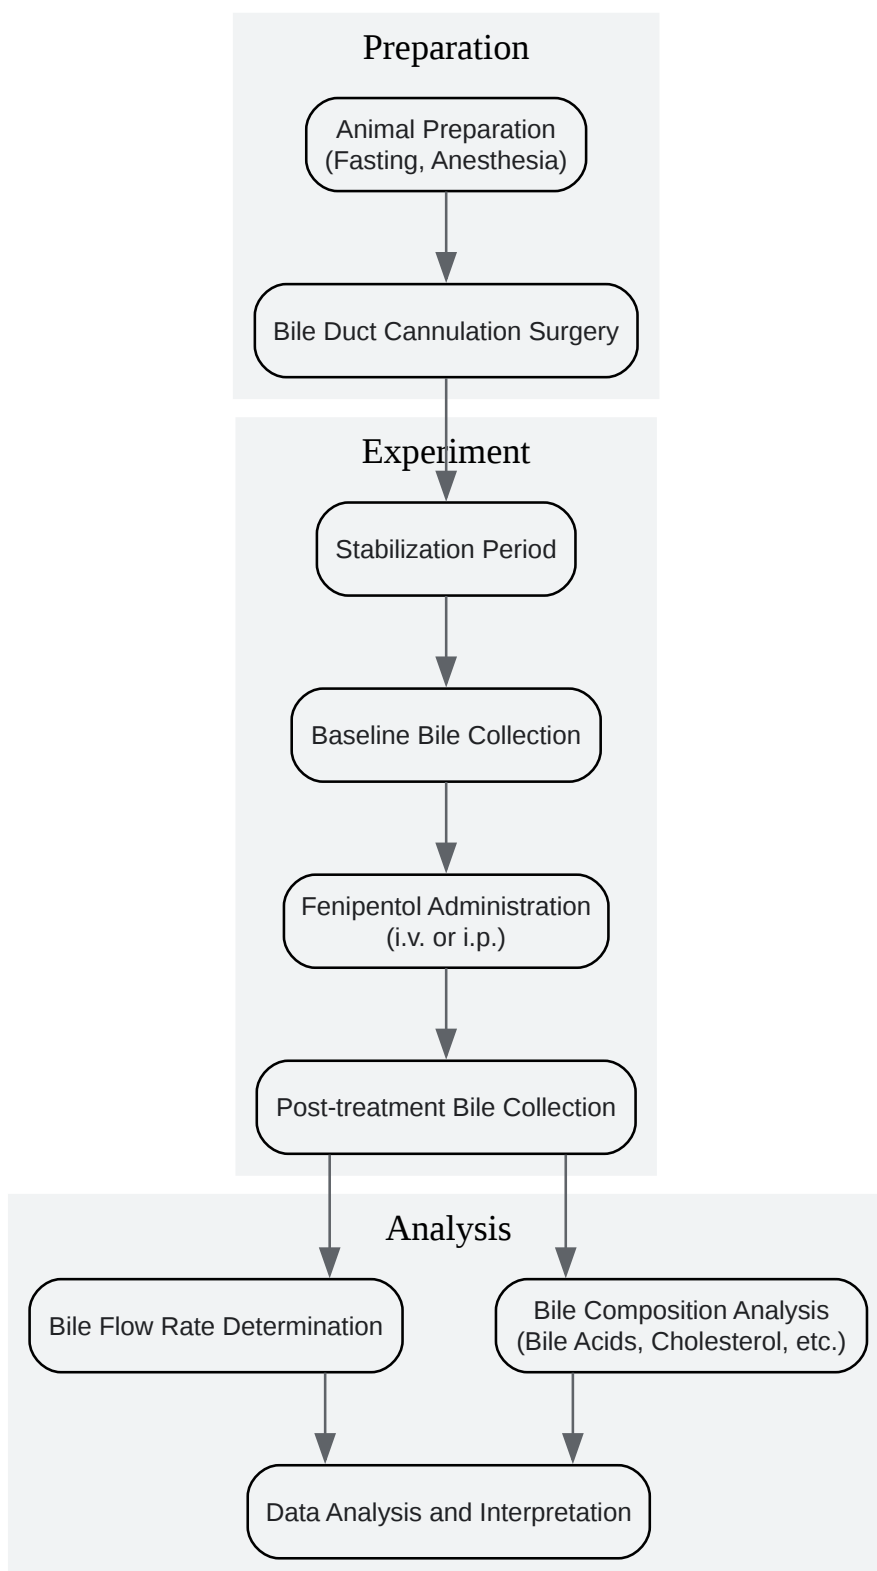 Preparation
Animal Preparation
(Fasting, Anesthesia)
Bile Duct Cannulation Surgery
Experiment
Stabilization Period
Baseline Bile Collection
Fenipentol Administration
(i.v. or i.p.)
Post-treatment Bile Collection
Analysis
Bile Flow Rate Determination
Bile Composition Analysis
(Bile Acids, Cholesterol, etc.)
Data Analysis and Interpretation